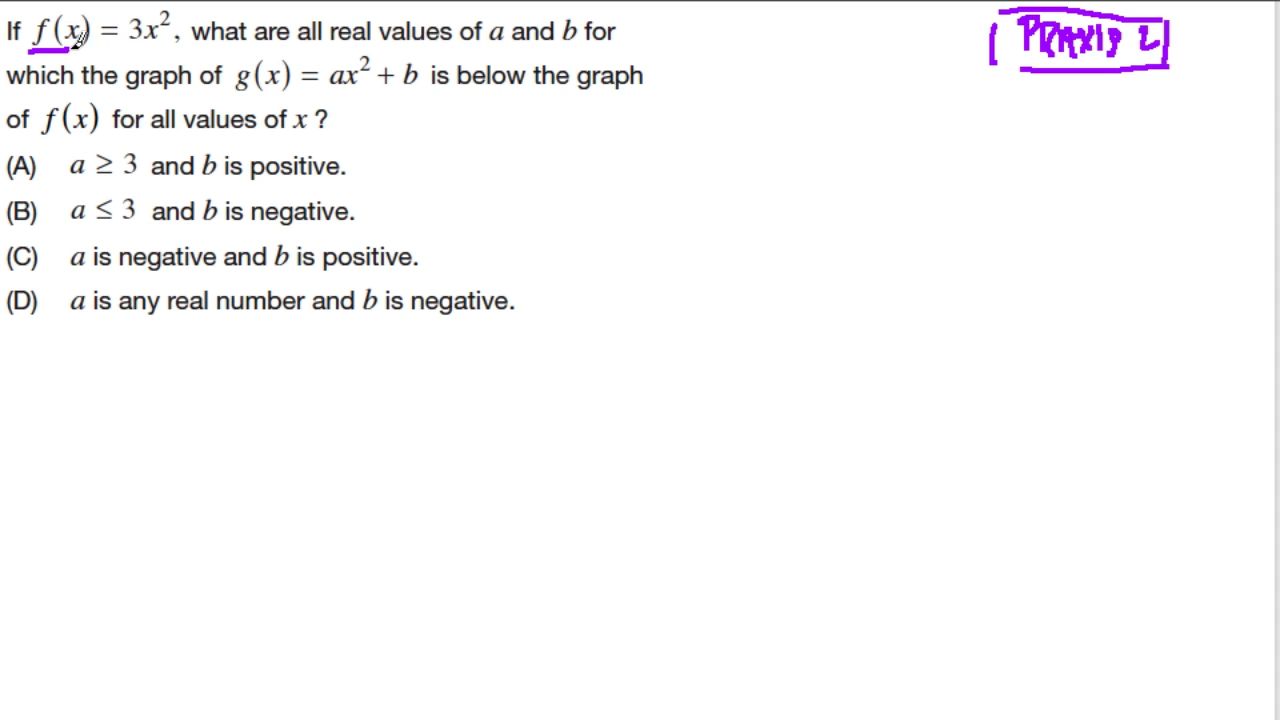 If f(x) = 3x², what are all real values of a and b for
which the graph of g(x) = ax² + b is below the graph
of f(x) for all values of x ?
(A) a ≥ 3 and b is positive.
(B) a ≤ 3 and b is negative.
(C) a is negative and b is positive.
(D) a is any real number and b is negative.
PRAXIS 2